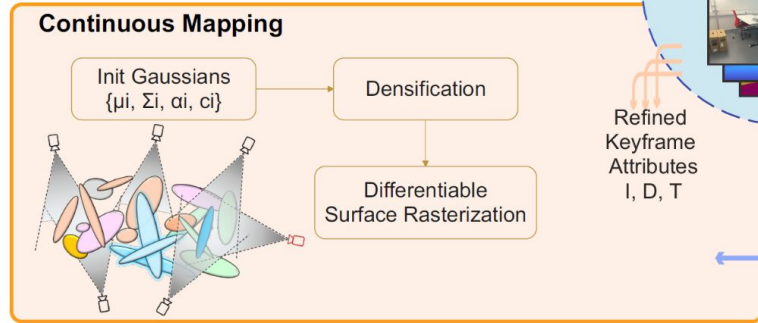 Continuous Mapping
Init Gaussians
{μi, Σi, αi, ci}
Densification
Differentiable
Surface Rasterization
Refined
Keyframe
Attributes
I, D, T